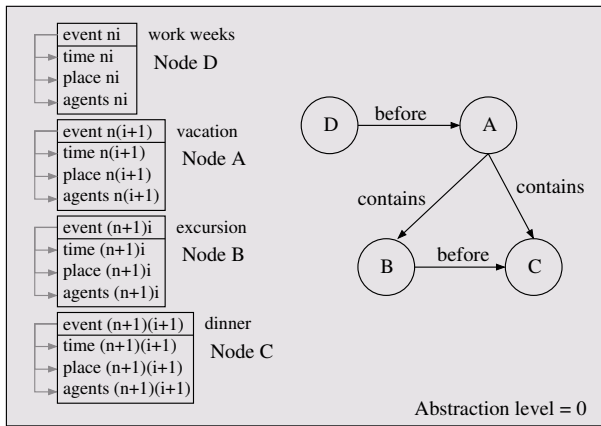 event ni
time ni
place ni
agents ni
work weeks
Node D
event n(i+1)
time n(i+1)
place n(i+1)
agents n(i+1)
vacation
Node A
event (n+1)i
time (n+1)i
place (n+1)i
agents (n+1)i
excursion
Node B
event (n+1)(i+1)
time (n+1)(i+1)
place (n+1)(i+1)
agents (n+1)(i+1)
dinner
Node C
D
before
A
contains
contains
B
before
C
Abstraction level = 0